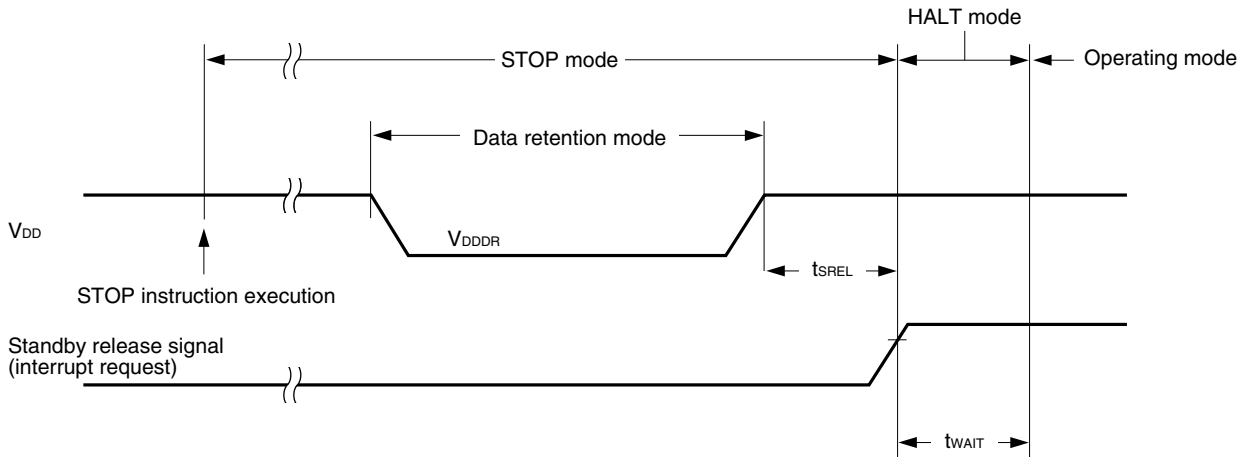 HALT mode
STOP mode
Operating mode
Data retention mode
VDD
VDDDR
tSREL
STOP instruction execution
Standby release signal
(interrupt request)
tWAIT